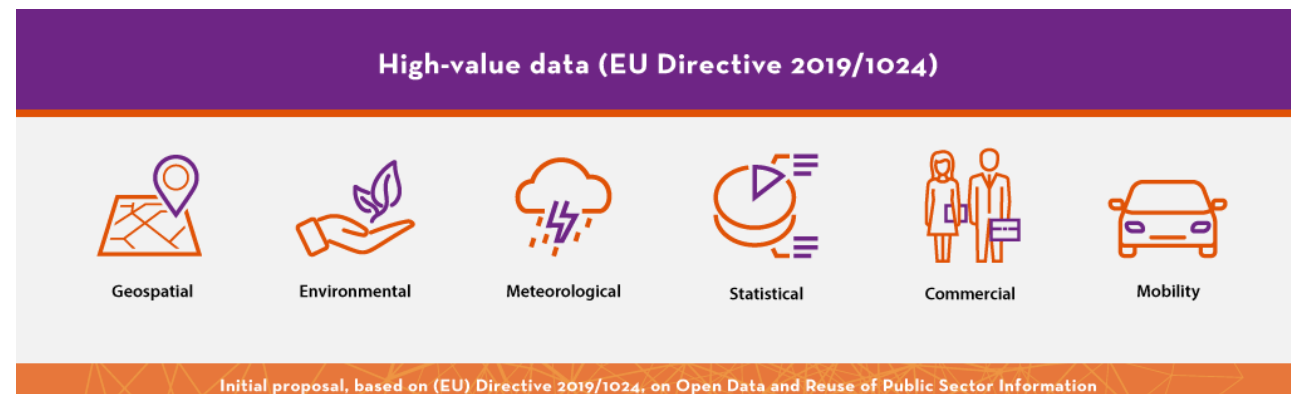 High-value data (EU Directive 2019/1024)
Geospatial
Environmental
Meteorological
Statistical
Commercial
Mobility
Initial proposal, based on (EU) Directive 2019/1024, on Open Data and Reuse of Public Sector Information